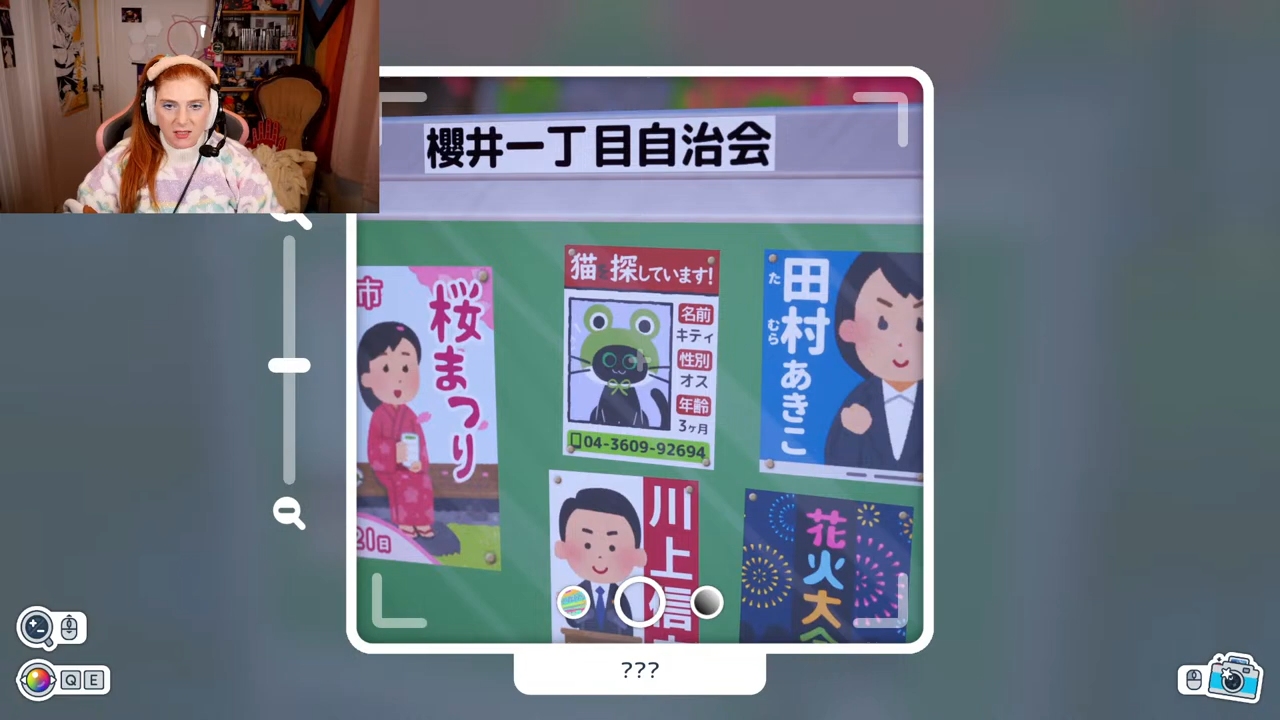 櫻井一丁目自治会
市
桜まつり
21日
猫 探しています!
名前
キティ
性別
オス
年齢
3ヶ月
04-3609-92694
田村あきこ
た
むら
川上信
花火大会
???
Q E